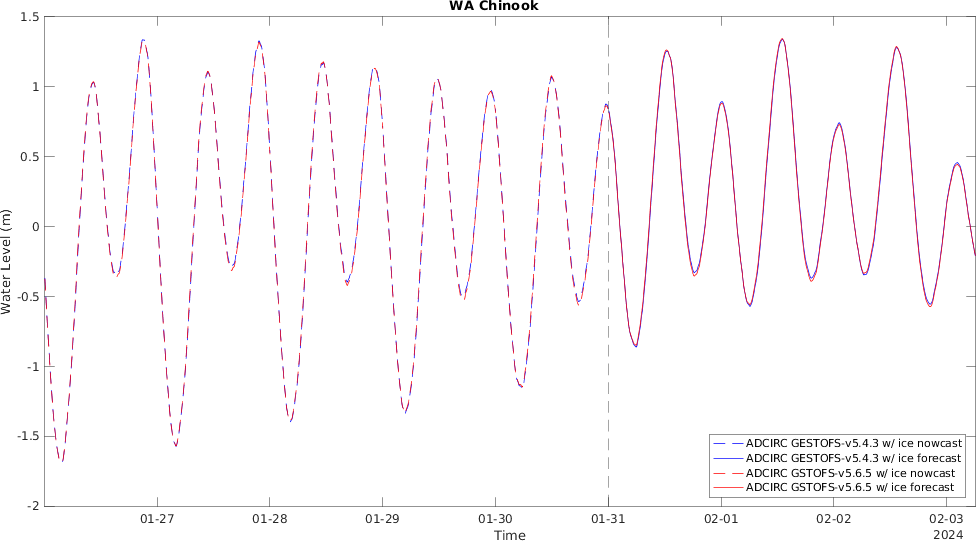 WA Chinook
1.5
1
0.5
0
-0.5
-1
-1.5
-2
Water Level (m)
01-27 01-28 01-29 01-30 01-31 02-01 02-02 02-03
2024
Time
ADCIRC GESTOFS-v5.4.3 w/ ice nowcast
ADCIRC GESTOFS-v5.4.3 w/ ice forecast
ADCIRC GSTOFS-v5.6.5 w/ ice nowcast
ADCIRC GSTOFS-v5.6.5 w/ ice forecast